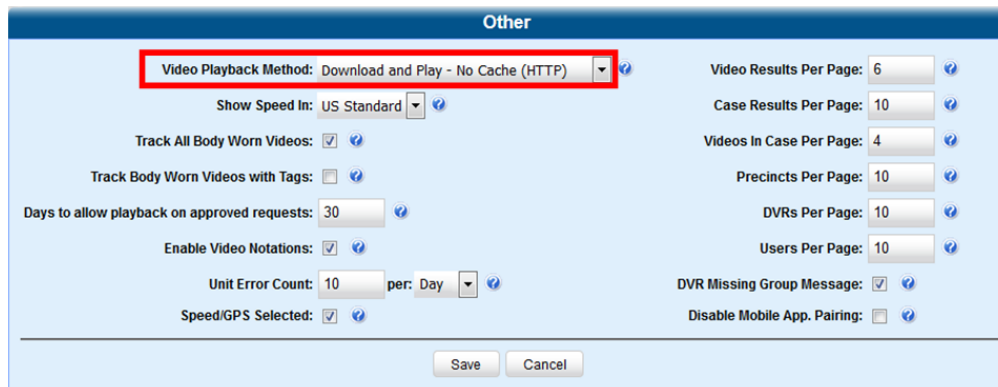 Other
Video Playback Method: Download and Play - No Cache (HTTP)
Video Results Per Page: 6
Show Speed In: US Standard
Case Results Per Page: 10
Track All Body Worn Videos:
Videos In Case Per Page: 4
Track Body Worn Videos with Tags:
Precincts Per Page: 10
Days to allow playback on approved requests: 30
DVRs Per Page: 10
Enable Video Notations:
Users Per Page: 10
Unit Error Count: 10 per: Day
DVR Missing Group Message:
Speed/GPS Selected:
Disable Mobile App. Pairing:
Save Cancel